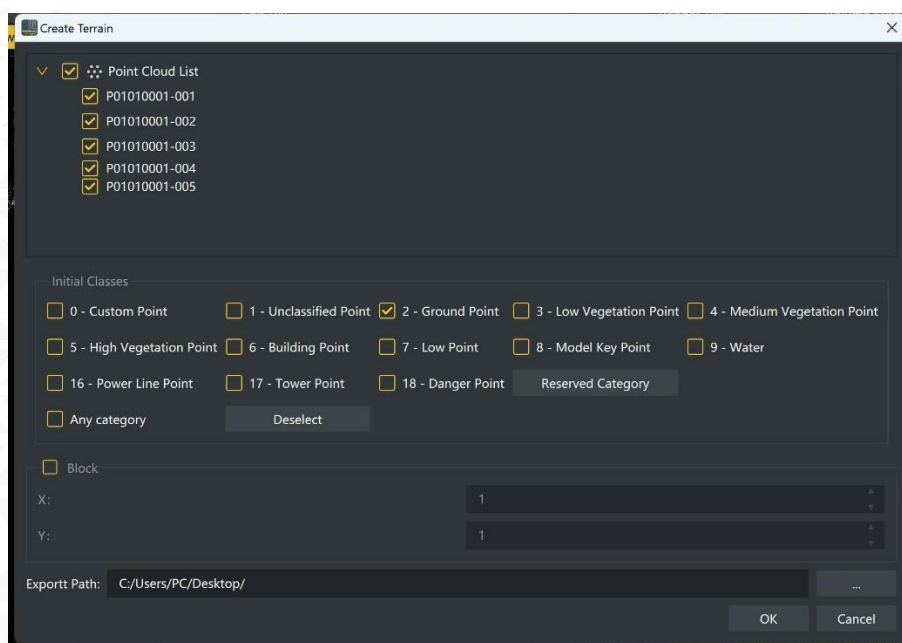 Create Terrain
Point Cloud List
P01010001-001
P01010001-002
P01010001-003
P01010001-004
P01010001-005
Initial Classes
0 - Custom Point 1 - Unclassified Point 2 - Ground Point 3 - Low Vegetation Point 4 - Medium Vegetation Point
5 - High Vegetation Point 6 - Building Point 7 - Low Point 8 - Model Key Point 9 - Water
16 - Power Line Point 17 - Tower Point 18 - Danger Point Reserved Category
Any category Deselect
Block
X: 1
Y: 1
Exportt Path: C:/Users/PC/Desktop/ ...
OK Cancel